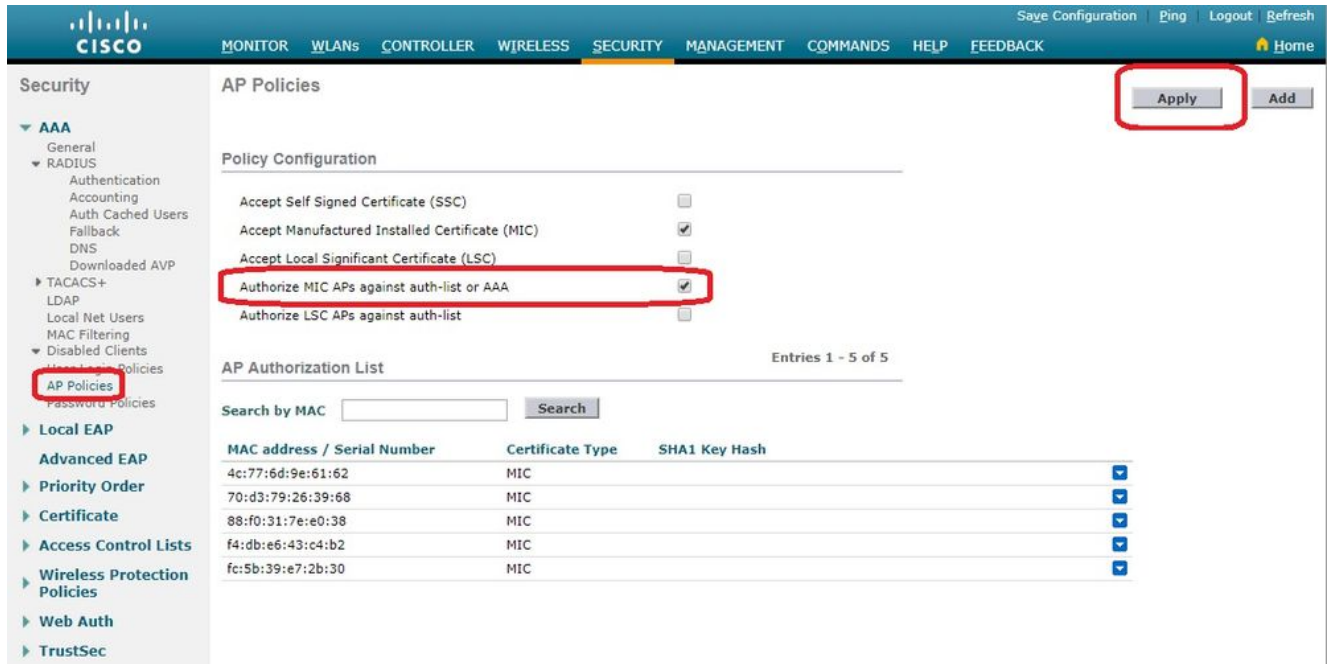 Save Configuration Ping Logout Refresh
CISCO MONITOR WLANs CONTROLLER WIRELESS SECURITY MANAGEMENT COMMANDS HELP FEEDBACK Home
Security
AAA
General
RADIUS
Authentication
Accounting
Auth Cached Users
Fallback
DNS
Downloaded AVP
TACACS+
LDAP
Local Net Users
MAC Filtering
Disabled Clients
User Login Policies
AP Policies
Password Policies
Local EAP
Advanced EAP
Priority Order
Certificate
Access Control Lists
Wireless Protection
Policies
Web Auth
TrustSec
AP Policies
Apply Add
Policy Configuration
Accept Self Signed Certificate (SSC)
Accept Manufactured Installed Certificate (MIC)
Accept Local Significant Certificate (LSC)
Authorize MIC APs against auth-list or AAA
Authorize LSC APs against auth-list
AP Authorization List Entries 1 - 5 of 5
Search by MAC Search
MAC address / Serial Number Certificate Type SHA1 Key Hash
4c:77:6d:9e:61:62 MIC
70:d3:79:26:39:68 MIC
88:f0:31:7e:e0:38 MIC
f4:db:e6:43:c4:b2 MIC
fc:5b:39:e7:2b:30 MIC